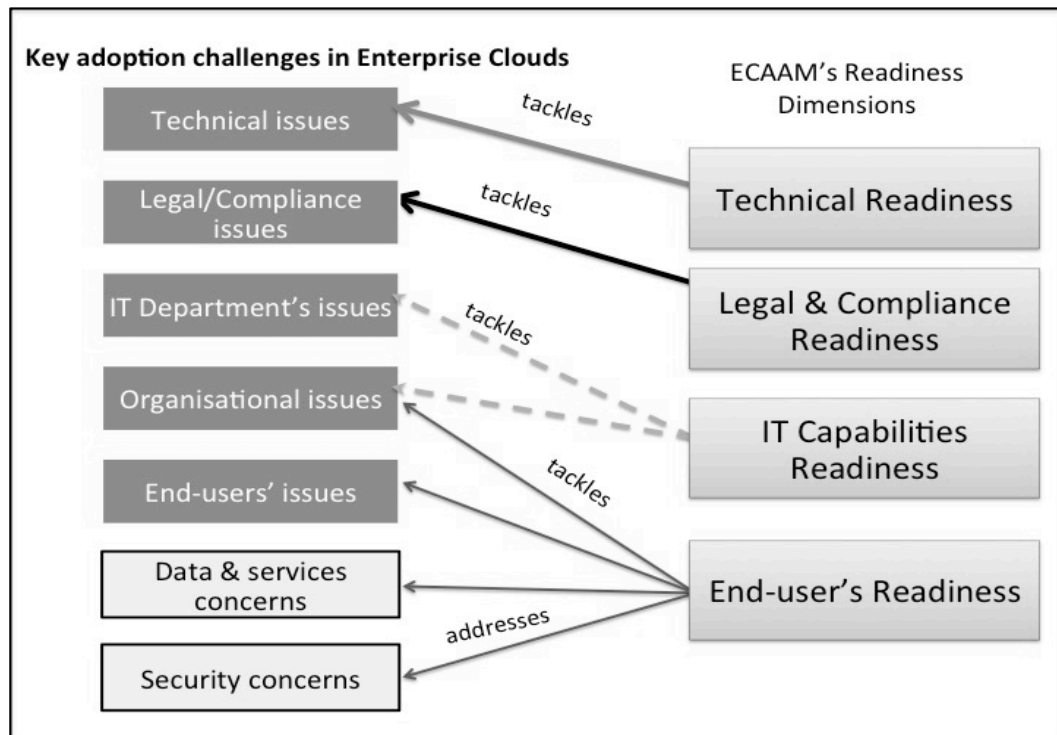 Key adoption challenges in Enterprise Clouds
ECAAM's Readiness
Dimensions
Technical issues
Legal/Compliance
issues
IT Department's issues
Organisational issues
End-users' issues
Data & services
concerns
Security concerns
tackles
tackles
tackles
tackles
addresses
Technical Readiness
Legal & Compliance
Readiness
IT Capabilities
Readiness
End-user's Readiness